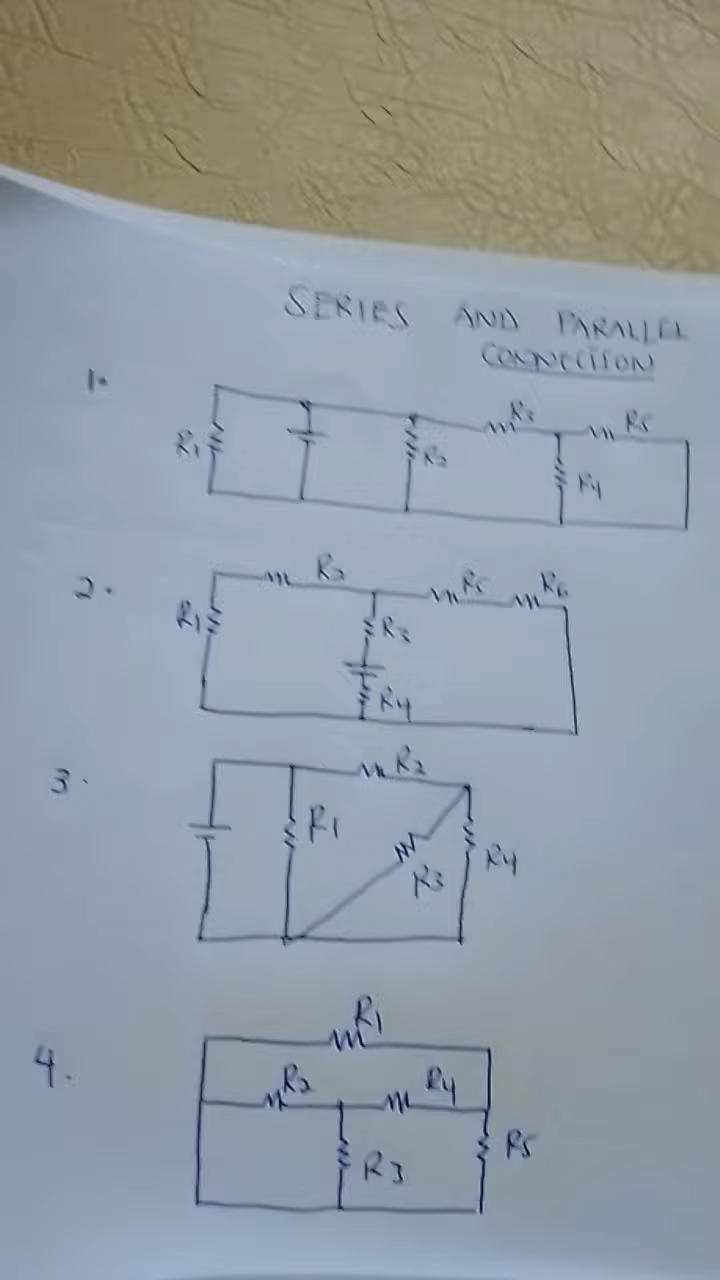 SERIES AND PARALLEL
CONNECTION
1.
R1
R2
R3
R5
R4
2.
R2
R5
R6
R1
R3
R4
3.
R2
R1
R3
R4
4.
R1
R2
R4
R3
R5